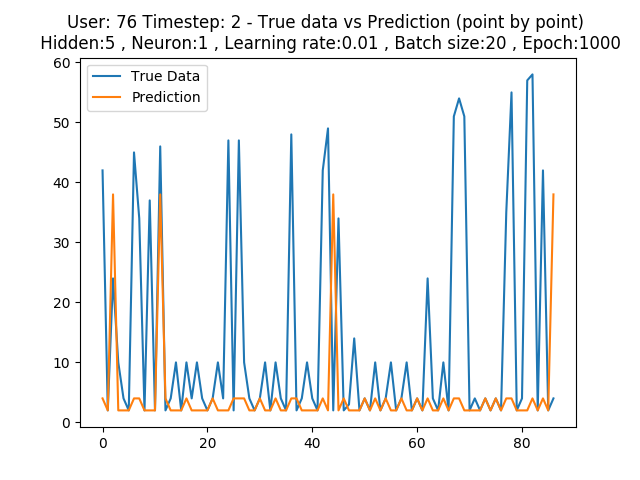 User: 76 Timestep: 2 - True data vs Prediction (point by point)
Hidden:5 , Neuron:1 , Learning rate:0.01 , Batch size:20 , Epoch:1000
True Data
Prediction
60
50
40
30
20
10
0
0 20 40 60 80